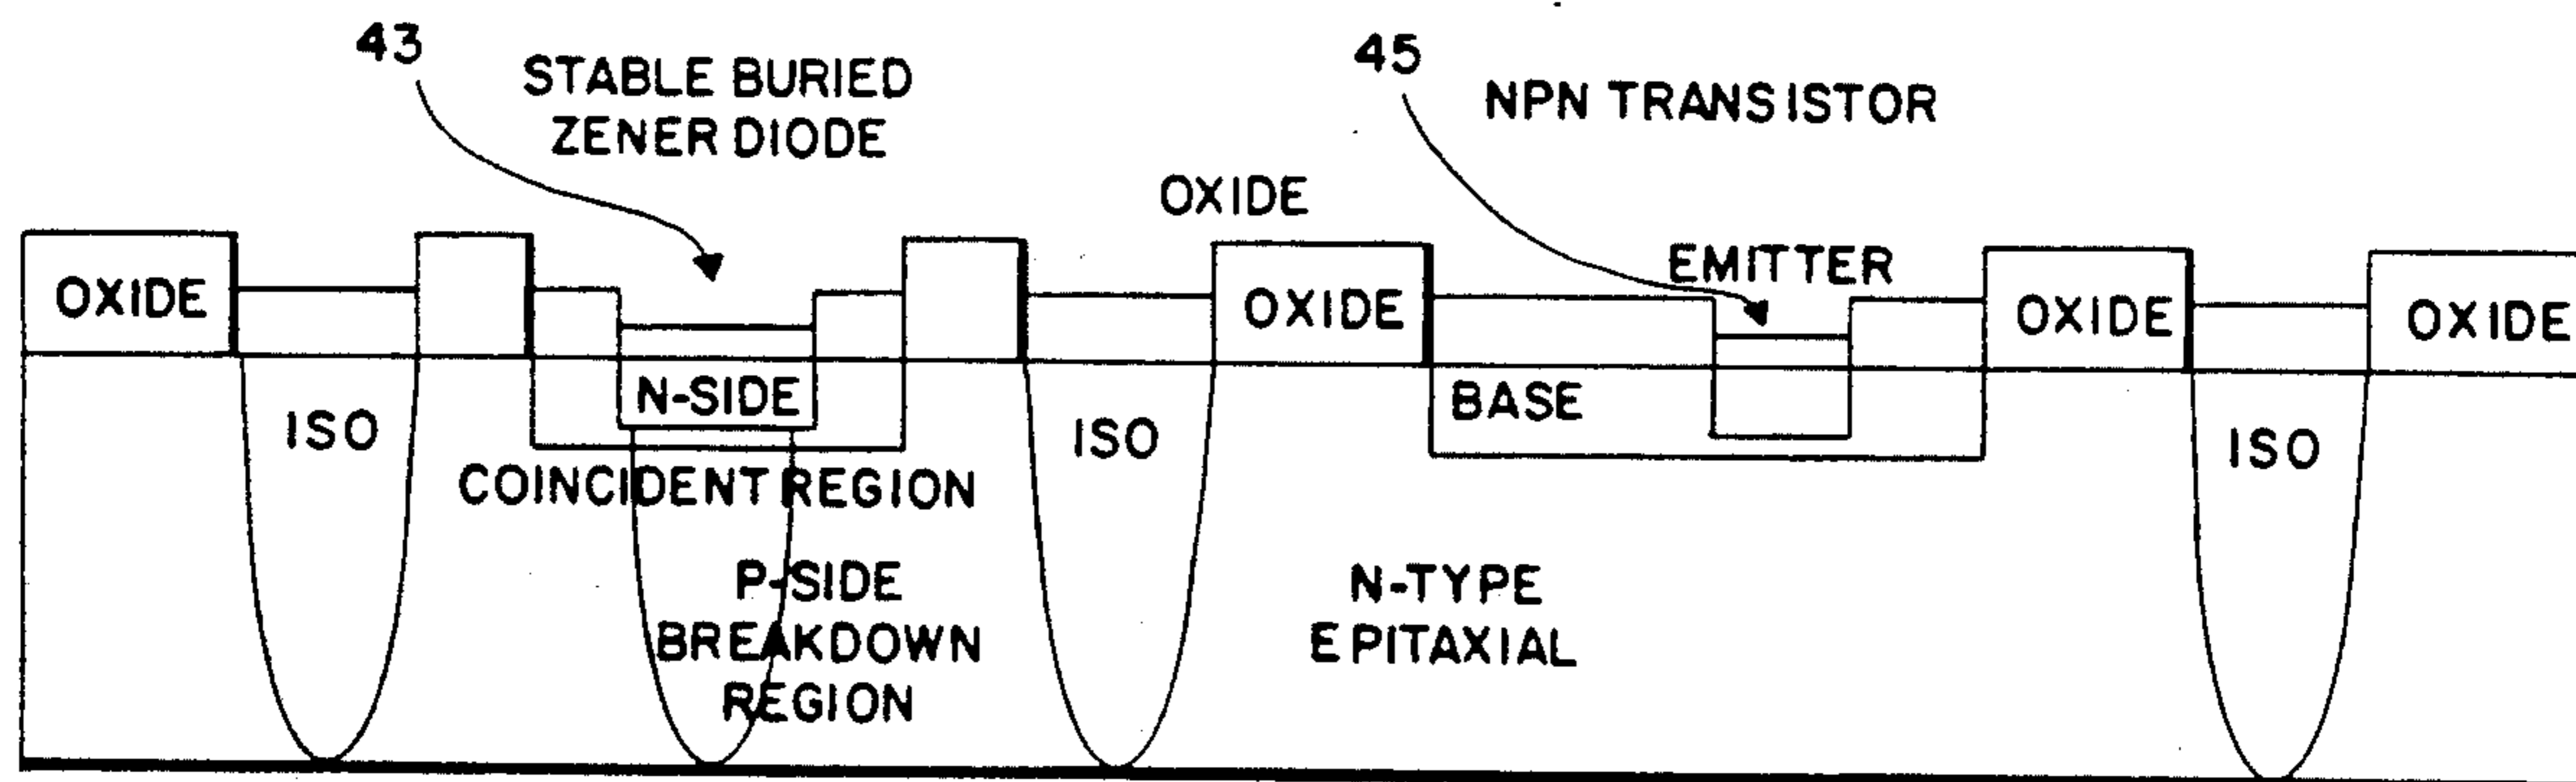 43
STABLE BURIED
ZENER DIODE
45
NPN TRANSISTOR
OXIDE
EMITTER
OXIDE
OXIDE
OXIDE
OXIDE
N-SIDE
BASE
ISO
ISO
ISO
COINCIDENT REGION
P-SIDE
BREAKDOWN
REGION
N-TYPE
EPITAXIAL